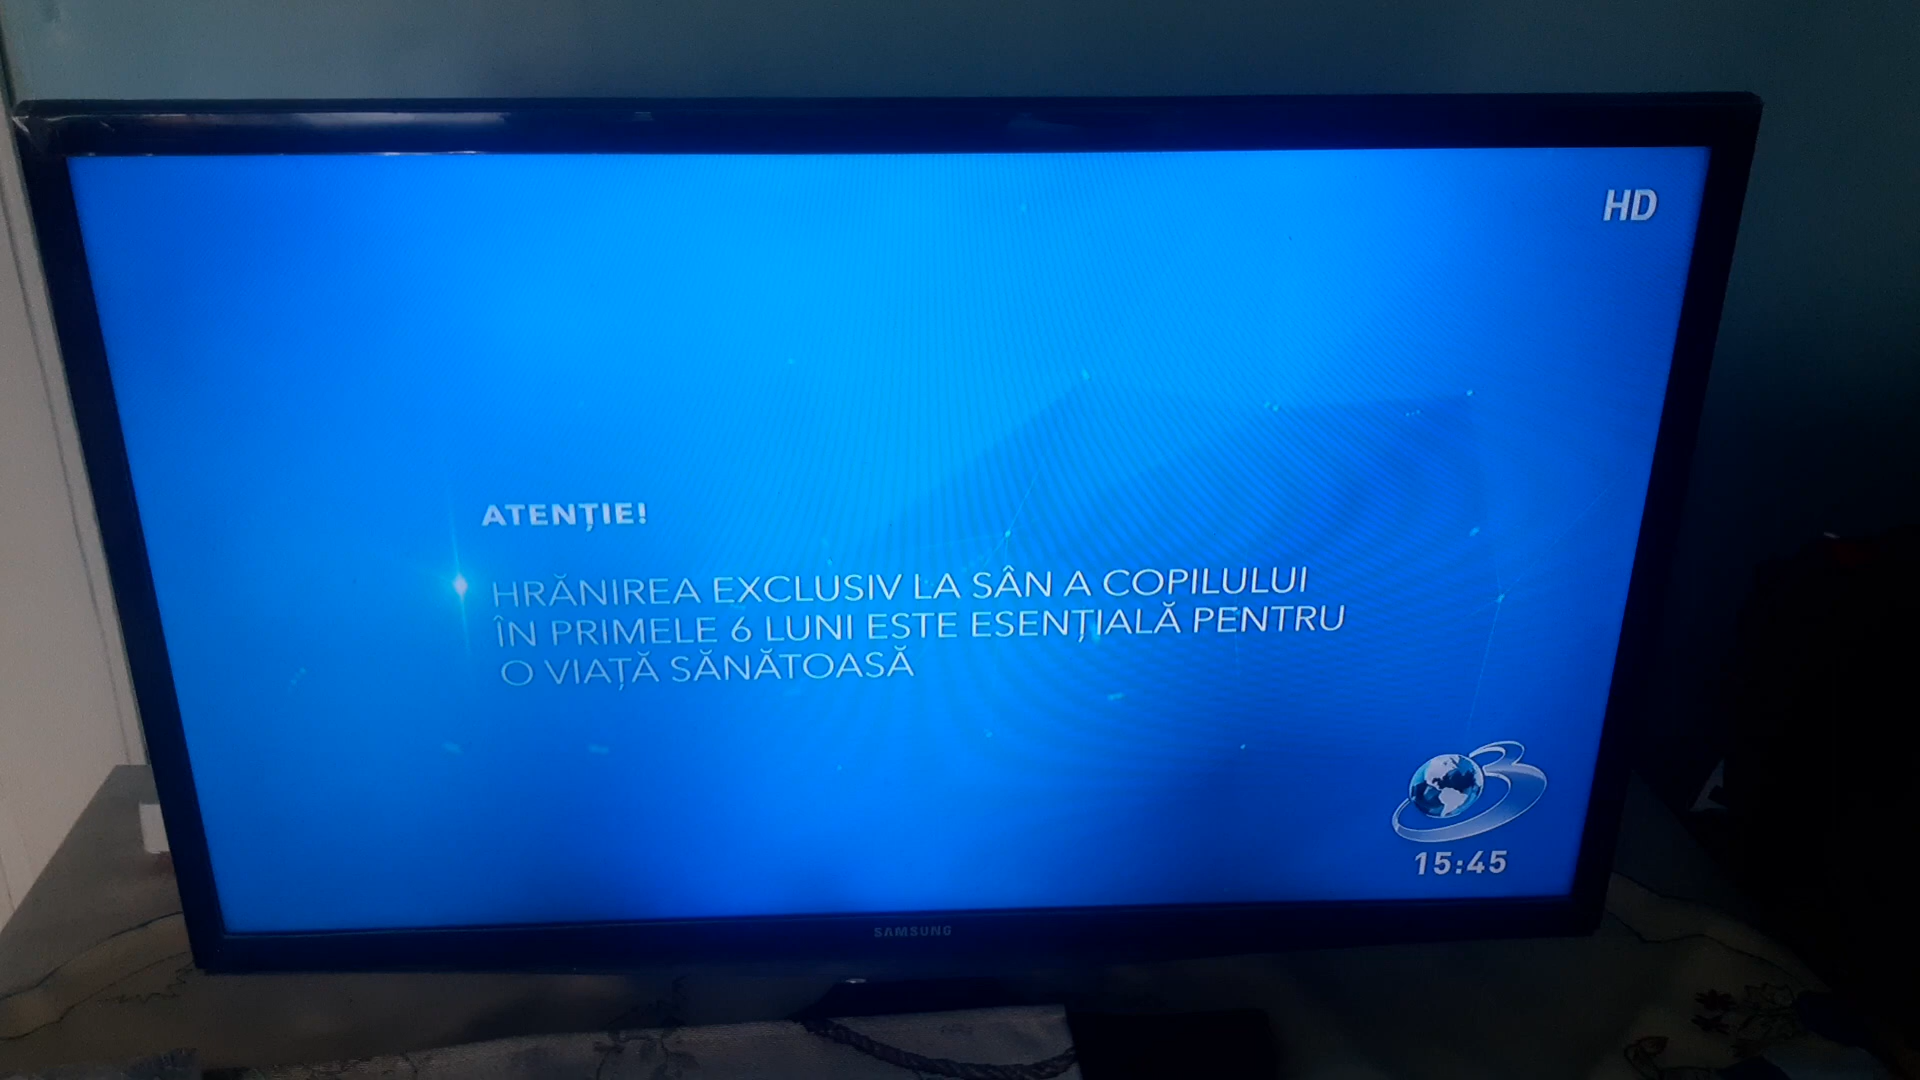 HD
ATENȚIE!
HRĂNIREA EXCLUSIV LA SÂN A COPILULUI
ÎN PRIMELE 6 LUNI ESTE ESENȚIALĂ PENTRU
O VIAȚĂ SĂNĂTOASĂ
3
15:45
SAMSUNG